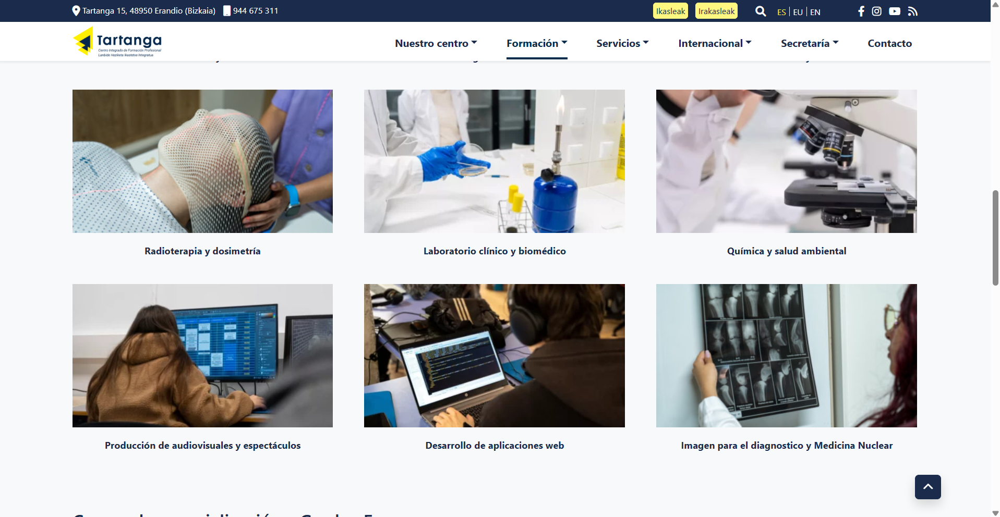 Tartanga 15, 48950 Erandio (Bizkaia) 944 675 311 Ikasleak Irakasleak ES EU EN
Tartanga
Centro Integrado de Formación Profesional
Lanbide Heziketa Ikastetxe Integratua
Nuestro centro Formación Servicios Internacional Secretaría Contacto
Radioterapia y dosimetría Laboratorio clínico y biomédico Química y salud ambiental
Producción de audiovisuales y espectáculos Desarrollo de aplicaciones web Imagen para el diagnostico y Medicina Nuclear